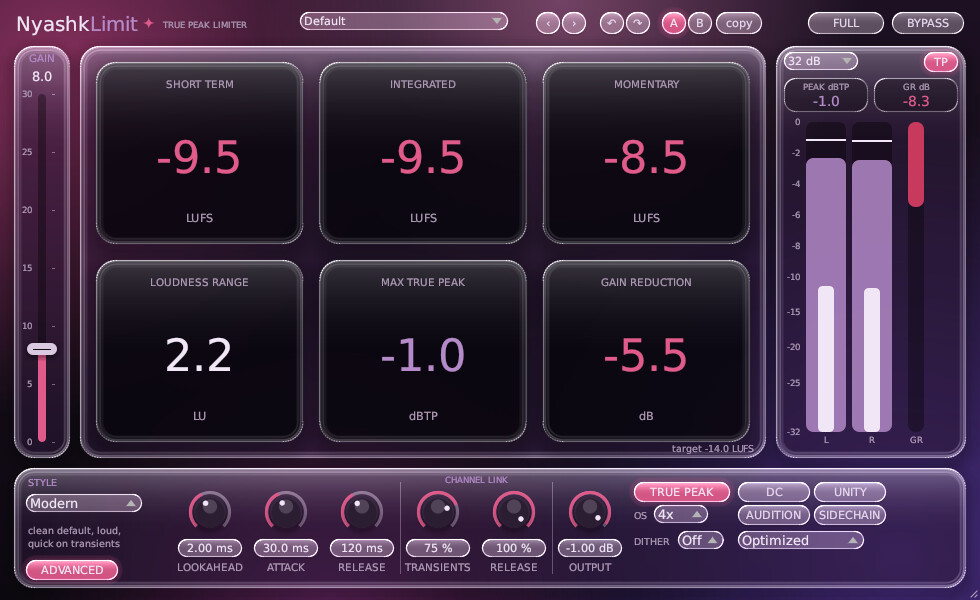 NyashkLimit TRUE PEAK LIMITER
Default
‹ › ↶ ↷ A B copy
FULL BYPASS
GAIN
8.0
30
25
20
15
10
5
0
SHORT TERM
-9.5
LUFS
INTEGRATED
-9.5
LUFS
MOMENTARY
-8.5
LUFS
LOUDNESS RANGE
2.2
LU
MAX TRUE PEAK
-1.0
dBTP
GAIN REDUCTION
-5.5
dB
target -14.0 LUFS
32 dB
TP
PEAK dBTP
-1.0
GR dB
-8.3
0
-2
-4
-6
-8
-10
-15
-20
-25
-32
L R GR
STYLE
Modern
clean default, loud,
quick on transients
ADVANCED
2.00 ms
LOOKAHEAD
30.0 ms
ATTACK
120 ms
RELEASE
CHANNEL LINK
75 %
TRANSIENTS
100 %
RELEASE
-1.00 dB
OUTPUT
TRUE PEAK
DC UNITY
OS 4x
AUDITION SIDECHAIN
DITHER Off
Optimized